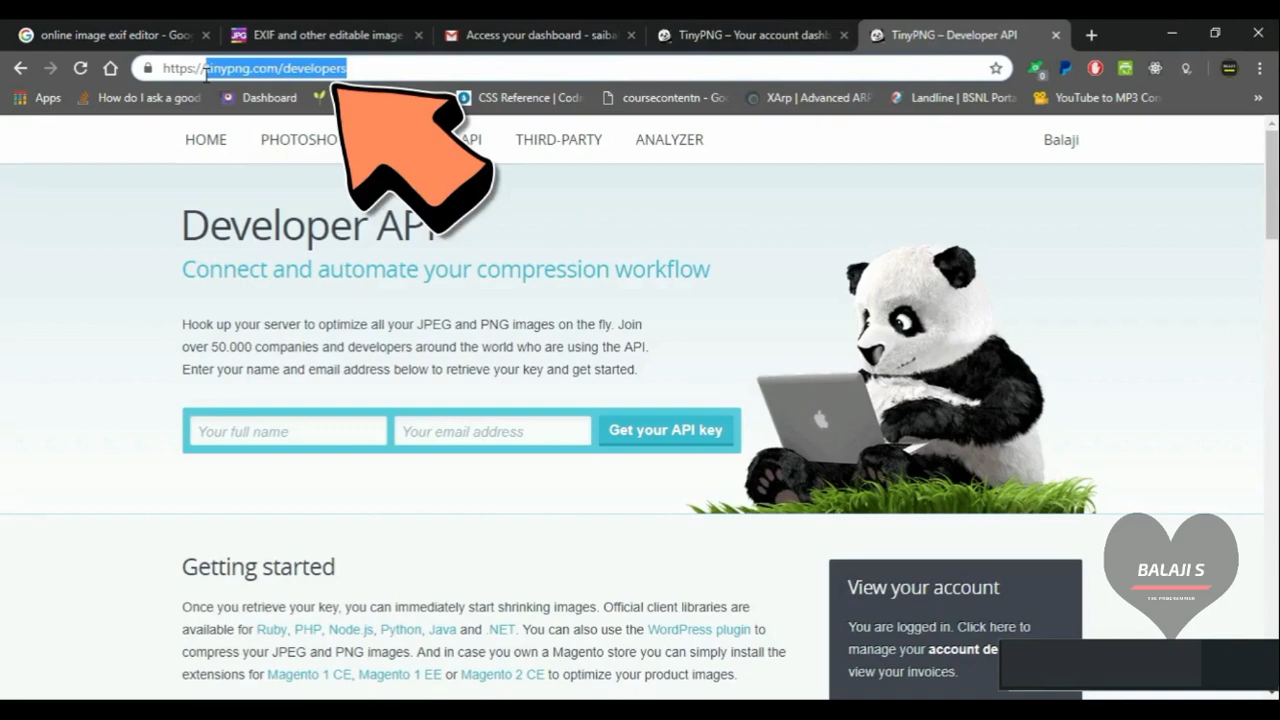 online image exif editor - Goo
EXIF and other editable image
Access your dashboard - saiba
TinyPNG – Your account dashb
TinyPNG – Developer API
https://tinypng.com/developers
0
Apps
How do I ask a good
Dashboard
CSS Reference | Cod
coursecontentn - Go
XArp | Advanced ARP
Landline | BSNL Porta
YouTube to MP3 Con
»
HOME
PHOTOSHO
API
THIRD-PARTY
ANALYZER
Balaji
Developer API
Connect and automate your compression workflow
Hook up your server to optimize all your JPEG and PNG images on the fly. Join
over 50.000 companies and developers around the world who are using the API.
Enter your name and email address below to retrieve your key and get started.
Your full name
Your email address
Get your API key
Getting started
Once you retrieve your key, you can immediately start shrinking images. Official client libraries are
available for Ruby, PHP, Node.js, Python, Java and .NET. You can also use the WordPress plugin to
compress your JPEG and PNG images. And in case you own a Magento store you can simply install the
extensions for Magento 1 CE, Magento 1 EE or Magento 2 CE to optimize your product images.
View your account
You are logged in. Click here to
manage your account de
view your invoices.
BALAJI S
THE PROGRAMMER